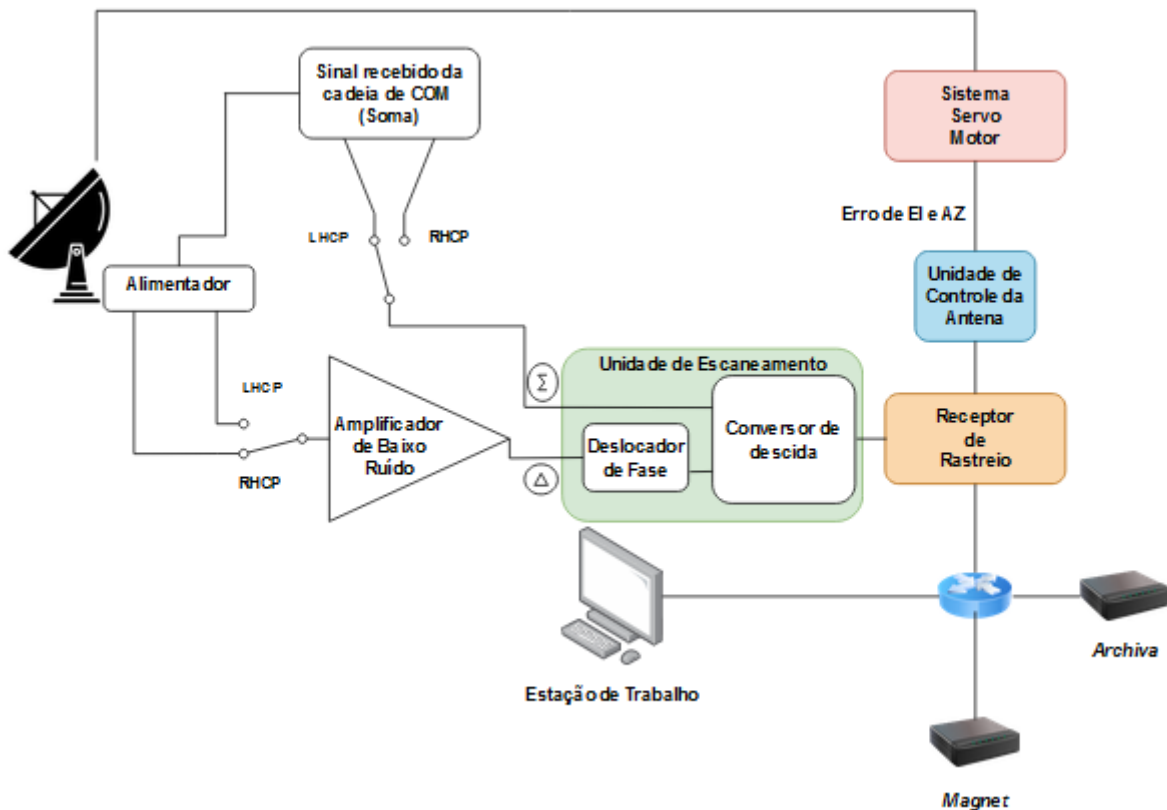 Sinal recebido da
cadeia de COM
(Soma)
Sistema
Servo
Motor
Erro de El e AZ
LHCP
RHCP
Alimentador
Unidade de
Controle da
Antena
Unidade de Escaneamento
Σ
LHCP
RHCP
Amplificador
de Baixo
Ruído
Deslocador
de Fase
Conversor de
descida
Receptor
de
Rastreio
Δ
Archiva
Estação de Trabalho
Magnet